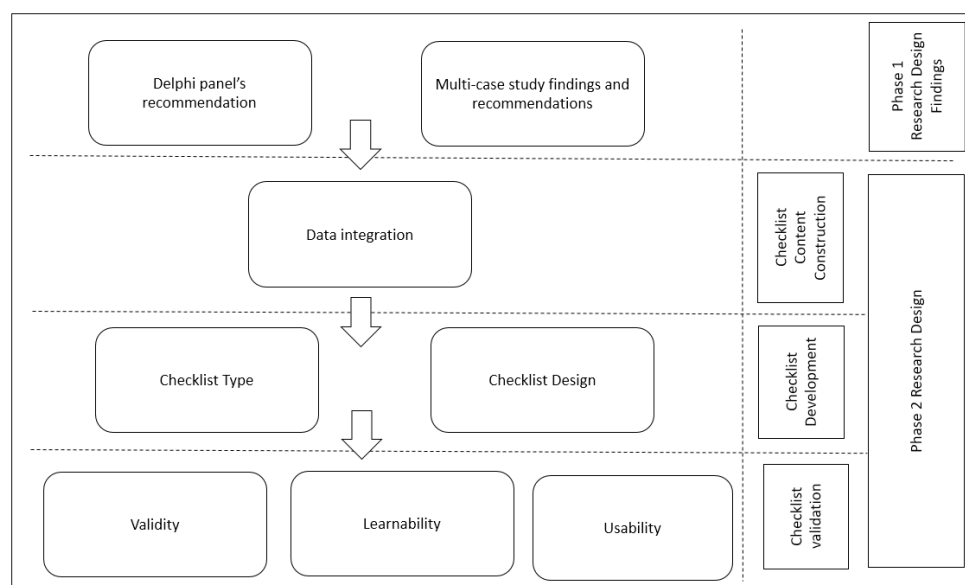 Delphi panel's
recommendation
Multi-case study findings and
recommendations
Phase 1
Research Design
Findings
Data integration
Checklist
Content
Construction
Phase 2 Research Design
Checklist Type
Checklist Design
Checklist
Development
Validity
Learnability
Usability
Checklist
validation